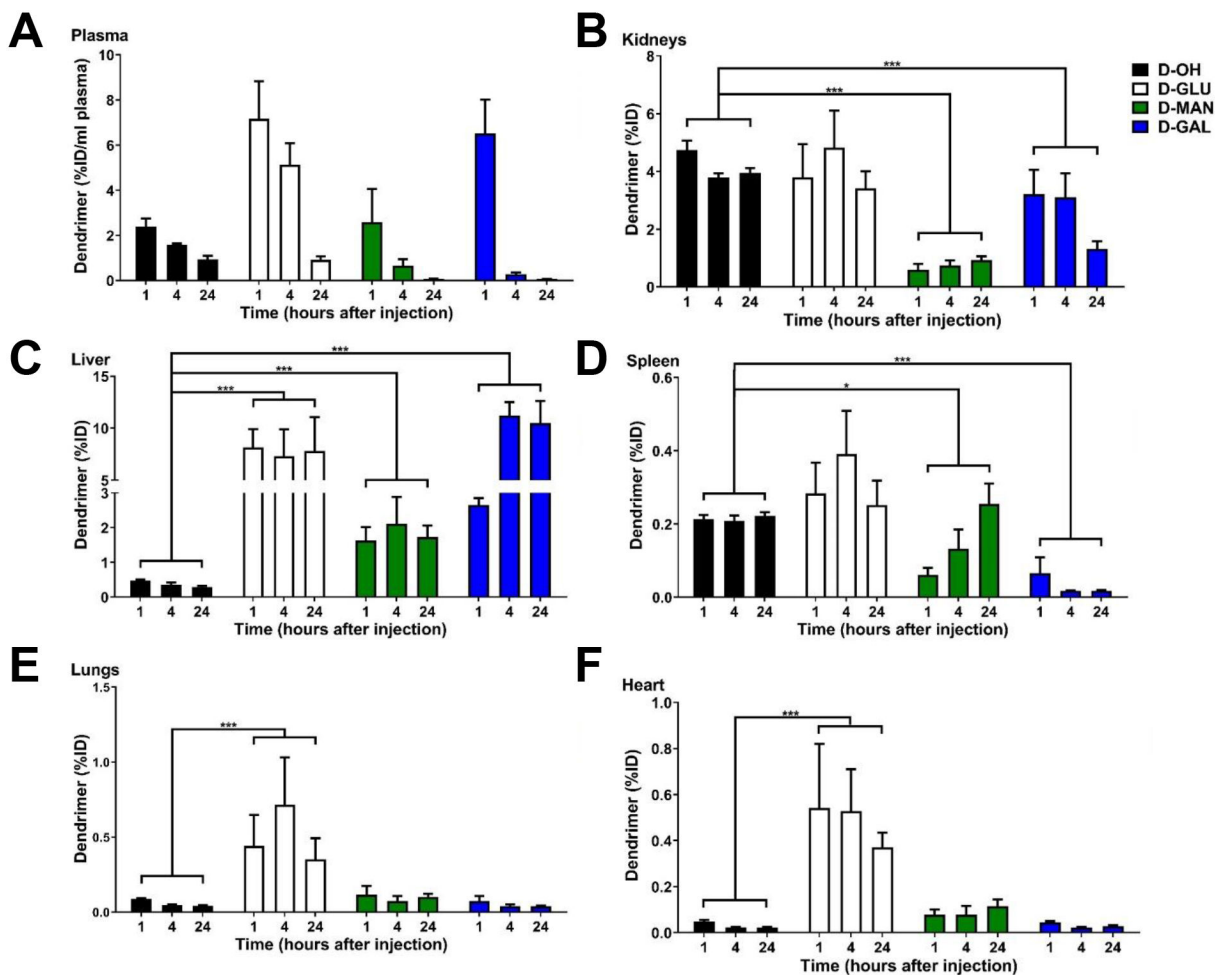 A
Plasma
Dendrimer (%ID/ml plasma)
10
8
6
4
2
0
1 4 24 1 4 24 1 4 24 1 4 24
Time (hours after injection)
B
Kidneys
Dendrimer (%ID)
8
6
4
2
0
***
***
1 4 24 1 4 24 1 4 24 1 4 24
Time (hours after injection)
D-OH
D-GLU
D-MAN
D-GAL
C
Liver
Dendrimer (%ID)
15
10
5
3
2
1
0
***
***
***
1 4 24 1 4 24 1 4 24 1 4 24
Time (hours after injection)
D
Spleen
Dendrimer (%ID)
0.6
0.4
0.2
0.0
***
*
1 4 24 1 4 24 1 4 24 1 4 24
Time (hours after injection)
E
Lungs
Dendrimer (%ID)
1.5
1.0
0.5
0.0
***
1 4 24 1 4 24 1 4 24 1 4 24
Time (hours after injection)
F
Heart
Dendrimer (%ID)
1.0
0.8
0.6
0.4
0.2
0.0
***
1 4 24 1 4 24 1 4 24 1 4 24
Time (hours after injection)